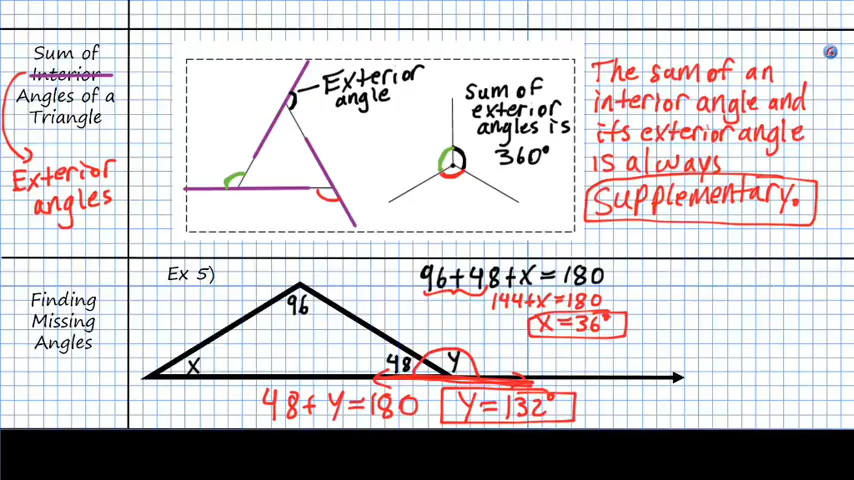 Sum of
Interior
Angles of a
Triangle
Exterior
angles
Exterior
angle
Sum of
exterior
angles is
360°
The sum of an
interior angle and
its exterior angle
is always
Supplementary.
Finding
Missing
Angles
Ex 5)
96
x
48
y
96+48+x=180
144+x=180
x=36°
48+y=180
y=132°